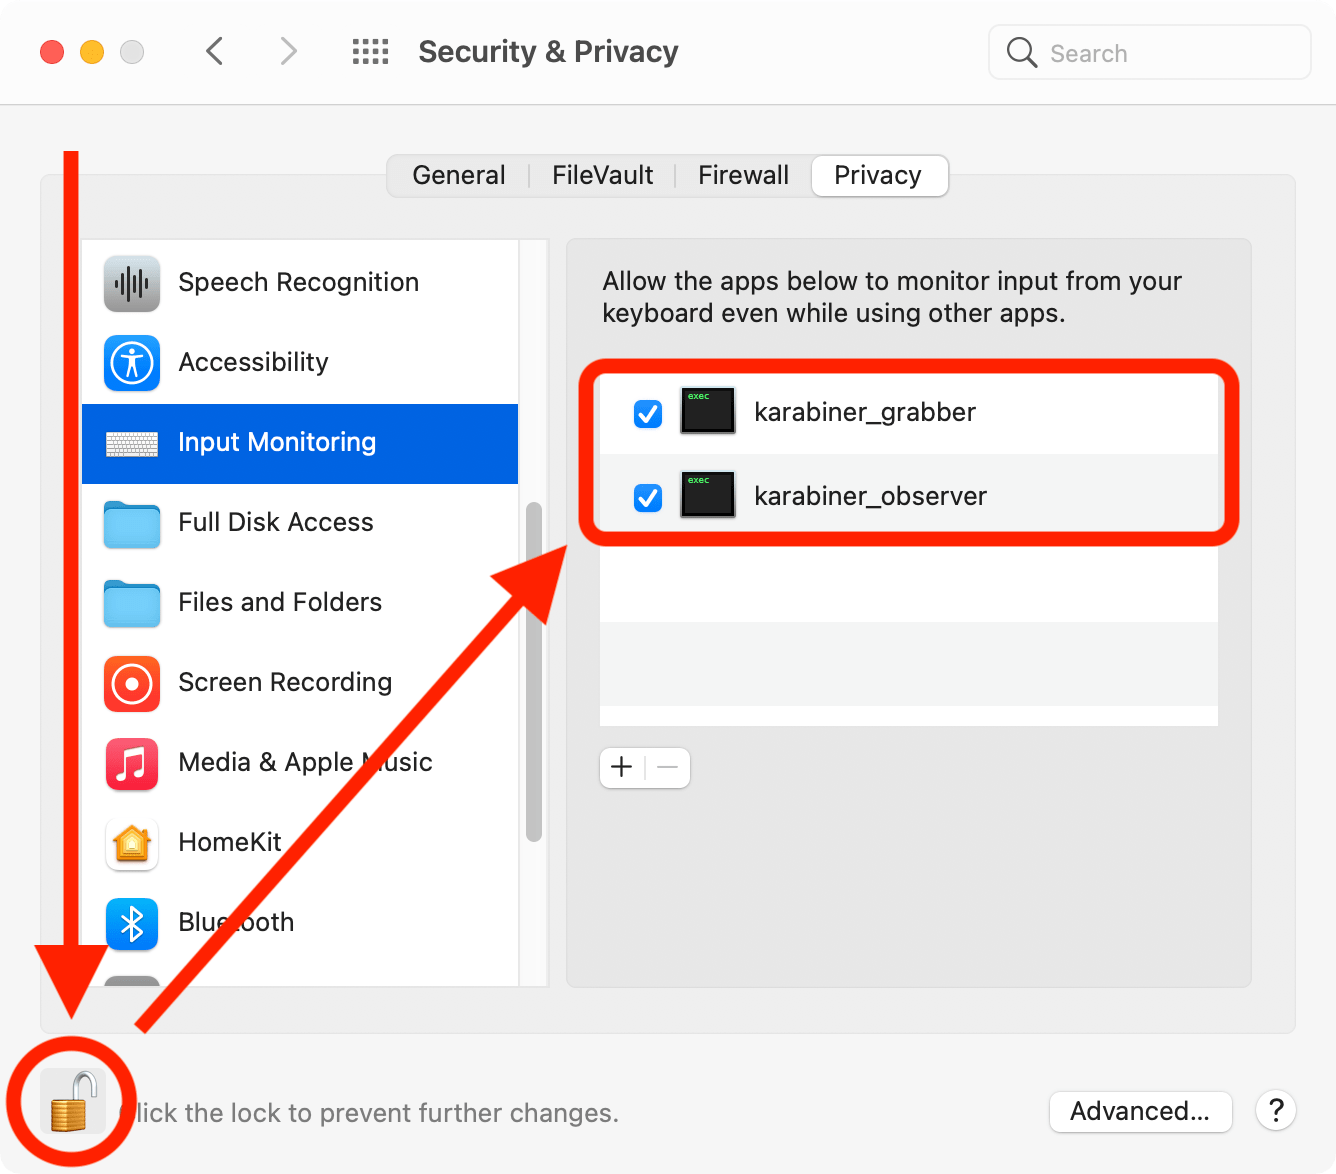 Security & Privacy
Search
General
FileVault
Firewall
Privacy
Speech Recognition
Accessibility
Input Monitoring
Full Disk Access
Files and Folders
Screen Recording
Media & Apple Music
HomeKit
Bluetooth
Allow the apps below to monitor input from your
keyboard even while using other apps.
exec
karabiner_grabber
exec
karabiner_observer
Click the lock to prevent further changes.
Advanced...
?